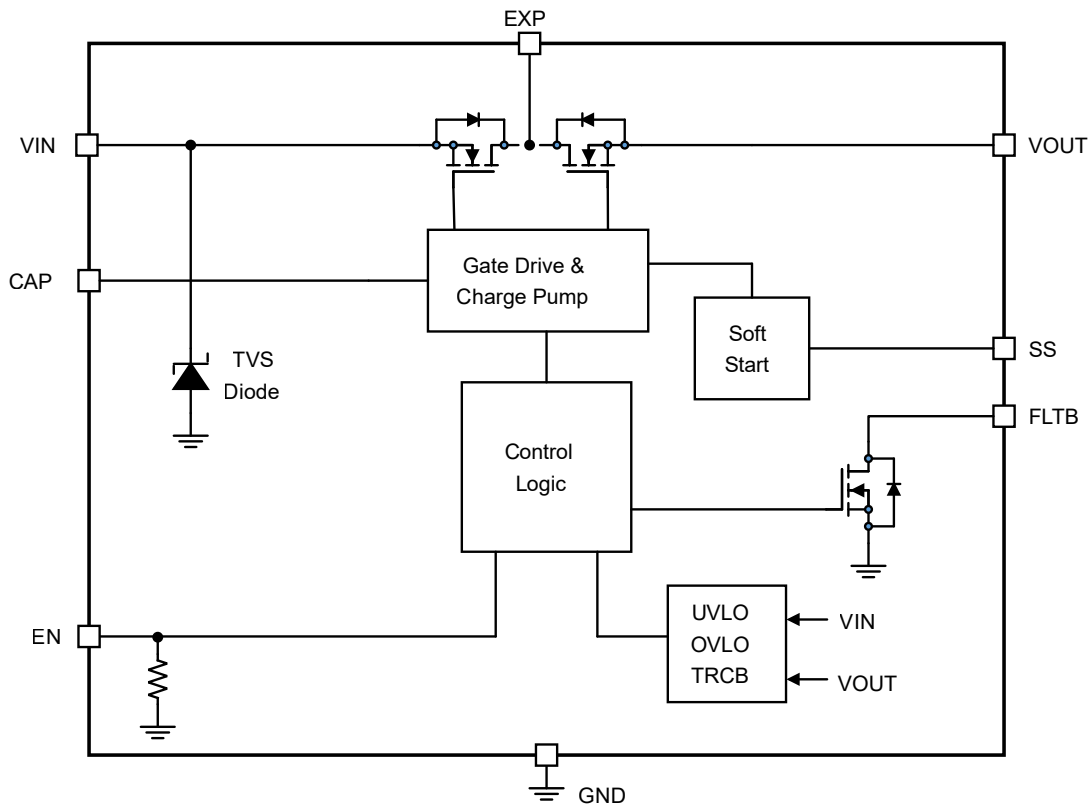 EXP
VIN
VOUT
CAP
Gate Drive &
Charge Pump
Soft
Start
SS
TVS
Diode
FLTB
Control
Logic
EN
UVLO
OVLO
TRCB
VIN
VOUT
GND